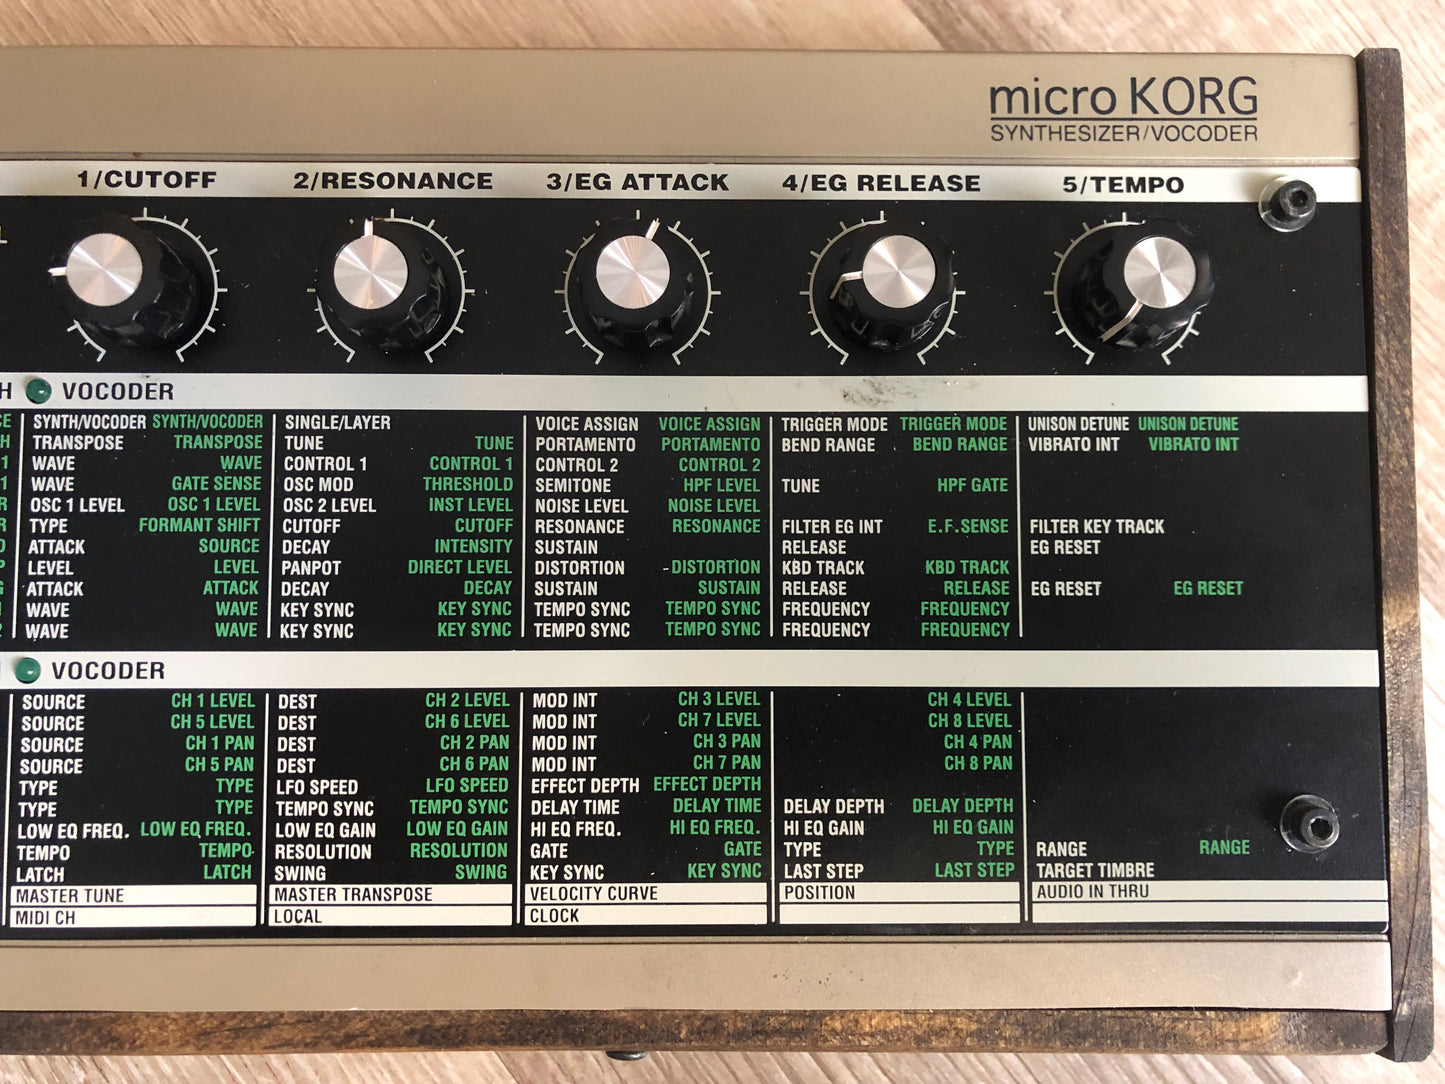 micro KORG
SYNTHESIZER/VOCODER
1/CUTOFF 2/RESONANCE 3/EG ATTACK 4/EG RELEASE 5/TEMPO
VOCODER
SYNTH/VOCODER SYNTH/VOCODER SINGLE/LAYER VOICE ASSIGN VOICE ASSIGN TRIGGER MODE TRIGGER MODE UNISON DETUNE UNISON DETUNE
TRANSPOSE TRANSPOSE TUNE TUNE PORTAMENTO PORTAMENTO BEND RANGE BEND RANGE VIBRATO INT VIBRATO INT
1 WAVE WAVE CONTROL 1 CONTROL 1 CONTROL 2 CONTROL 2
1 WAVE GATE SENSE OSC MOD THRESHOLD SEMITONE HPF LEVEL TUNE HPF GATE
OSC 1 LEVEL OSC 1 LEVEL OSC 2 LEVEL INST LEVEL NOISE LEVEL NOISE LEVEL
TYPE FORMANT SHIFT CUTOFF CUTOFF RESONANCE RESONANCE FILTER EG INT E.F.SENSE FILTER KEY TRACK
ATTACK SOURCE DECAY INTENSITY SUSTAIN RELEASE EG RESET
LEVEL LEVEL PANPOT DIRECT LEVEL DISTORTION DISTORTION KBD TRACK KBD TRACK
ATTACK ATTACK DECAY DECAY SUSTAIN SUSTAIN RELEASE RELEASE EG RESET EG RESET
WAVE WAVE KEY SYNC KEY SYNC TEMPO SYNC TEMPO SYNC FREQUENCY FREQUENCY
WAVE WAVE KEY SYNC KEY SYNC TEMPO SYNC TEMPO SYNC FREQUENCY FREQUENCY
VOCODER
SOURCE CH 1 LEVEL DEST CH 2 LEVEL MOD INT CH 3 LEVEL CH 4 LEVEL
SOURCE CH 5 LEVEL DEST CH 6 LEVEL MOD INT CH 7 LEVEL CH 8 LEVEL
SOURCE CH 1 PAN DEST CH 2 PAN MOD INT CH 3 PAN CH 4 PAN
SOURCE CH 5 PAN DEST CH 6 PAN MOD INT CH 7 PAN CH 8 PAN
TYPE TYPE LFO SPEED LFO SPEED EFFECT DEPTH EFFECT DEPTH
TYPE TYPE TEMPO SYNC TEMPO SYNC DELAY TIME DELAY TIME DELAY DEPTH DELAY DEPTH
LOW EQ FREQ. LOW EQ FREQ. LOW EQ GAIN LOW EQ GAIN HI EQ FREQ. HI EQ FREQ. HI EQ GAIN HI EQ GAIN
TEMPO TEMPO RESOLUTION RESOLUTION GATE GATE TYPE TYPE RANGE RANGE
LATCH LATCH SWING SWING KEY SYNC KEY SYNC LAST STEP LAST STEP TARGET TIMBRE
MASTER TUNE MASTER TRANSPOSE VELOCITY CURVE POSITION AUDIO IN THRU
MIDI CH LOCAL CLOCK